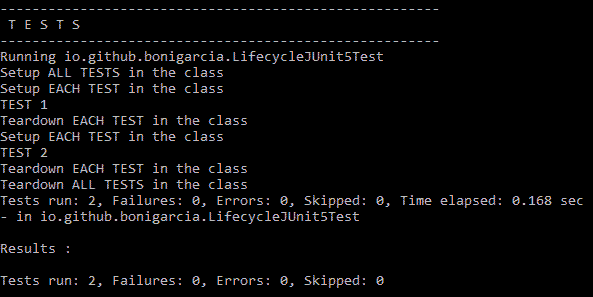 -------------------------------------------------------
 T E S T S
-------------------------------------------------------
Running io.github.bonigarcia.LifecycleJUnit5Test
Setup ALL TESTS in the class
Setup EACH TEST in the class
TEST 1
Teardown EACH TEST in the class
Setup EACH TEST in the class
TEST 2
Teardown EACH TEST in the class
Teardown ALL TESTS in the class
Tests run: 2, Failures: 0, Errors: 0, Skipped: 0, Time elapsed: 0.168 sec
- in io.github.bonigarcia.LifecycleJUnit5Test
Results :
Tests run: 2, Failures: 0, Errors: 0, Skipped: 0